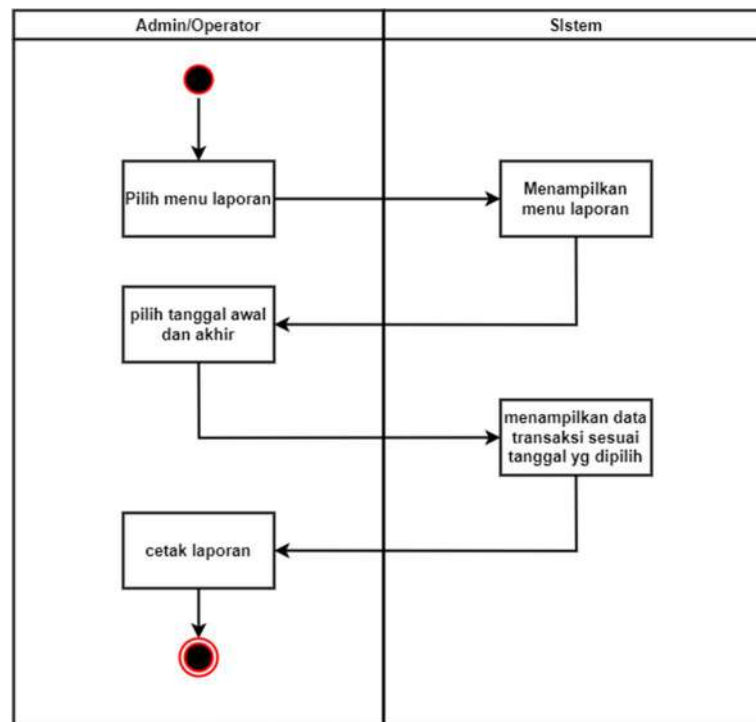 Admin/Operator
SIstem
Pilih menu laporan
Menampilkan
menu laporan
pilih tanggal awal
dan akhir
menampilkan data
transaksi sesuai
tanggal yg dipilih
cetak laporan